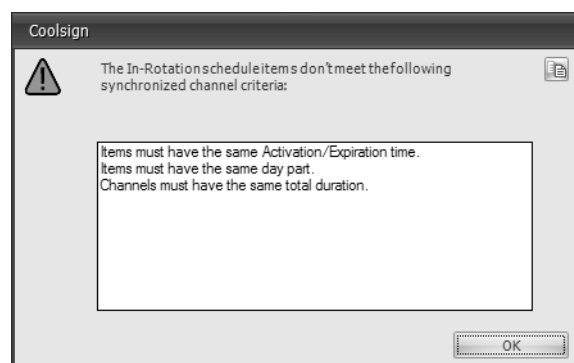 Coolsign
The In-Rotation schedule items don't meet the following
synchronized channel criteria:
Items must have the same Activation/Expiration time.
Items must have the same day part.
Channels must have the same total duration.
OK